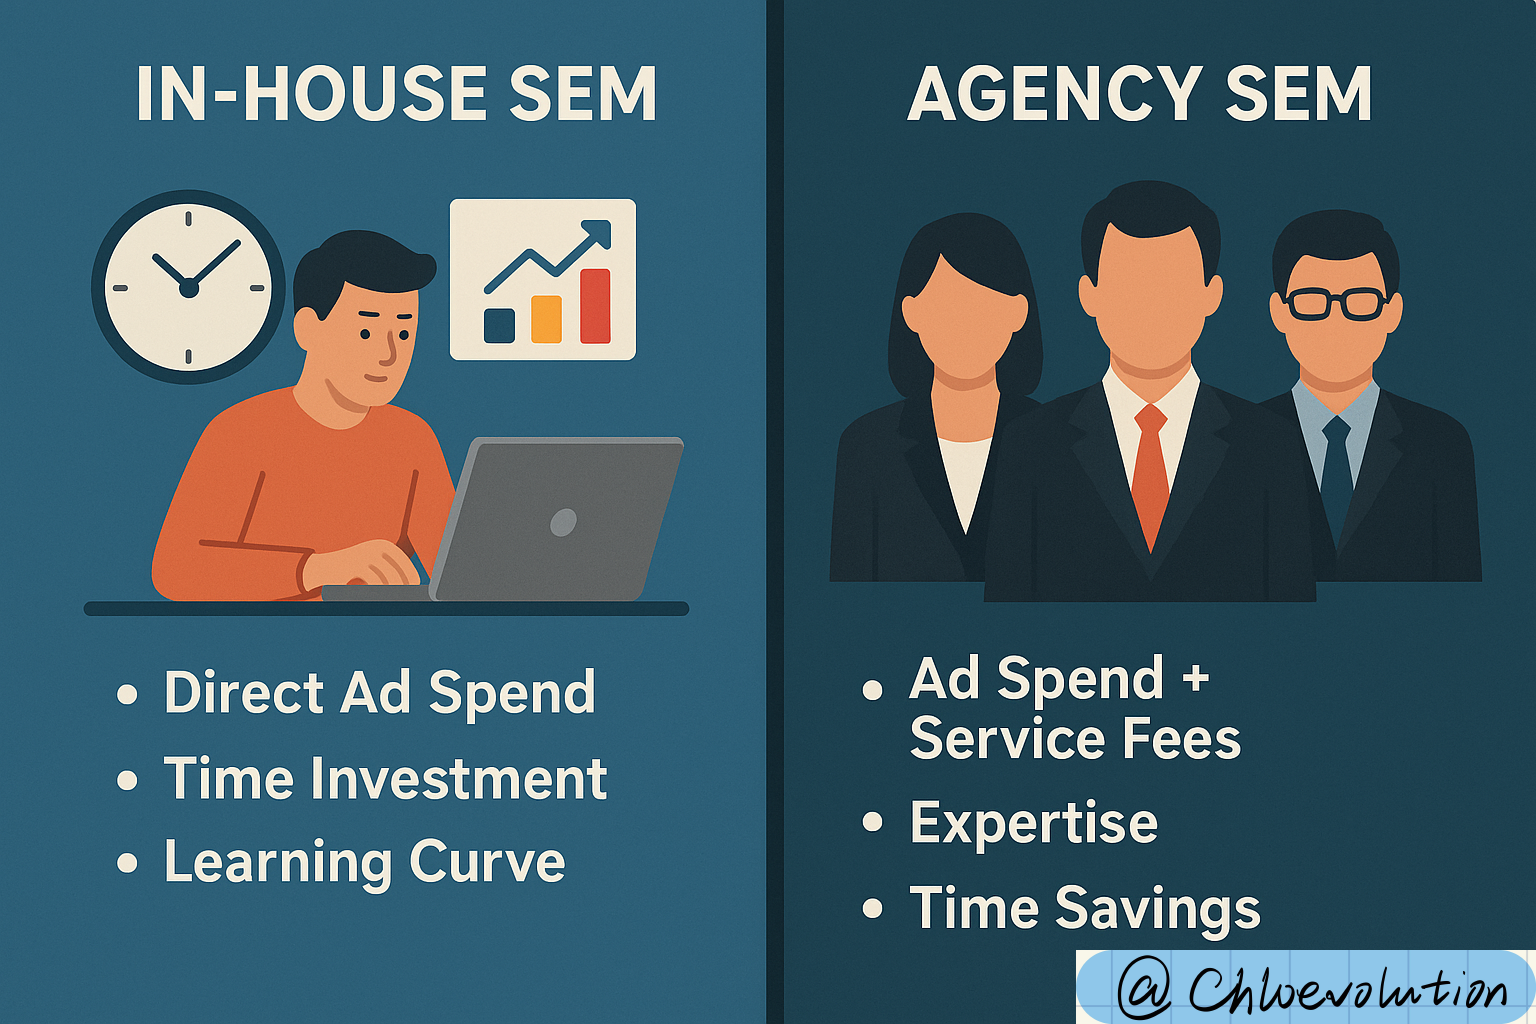 IN-HOUSE SEM
• Direct Ad Spend
• Time Investment
• Learning Curve
AGENCY SEM
• Ad Spend +
Service Fees
• Expertise
• Time Savings
@Chloevolution